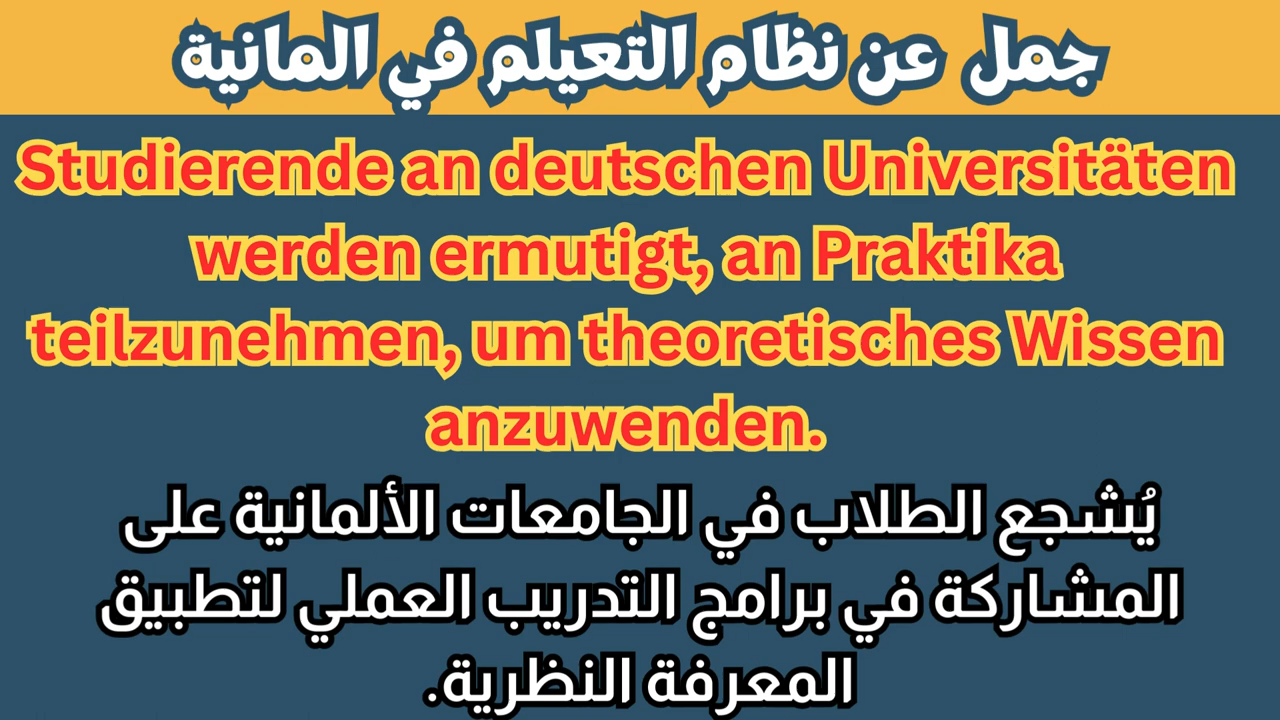 جمل عن نظام التعيلم في المانية
Studierende an deutschen Universitäten
werden ermutigt, an Praktika
teilzunehmen, um theoretisches Wissen
anzuwenden.
يُشجع الطلاب في الجامعات الألمانية على
المشاركة في برامج التدريب العملي لتطبيق
المعرفة النظرية.